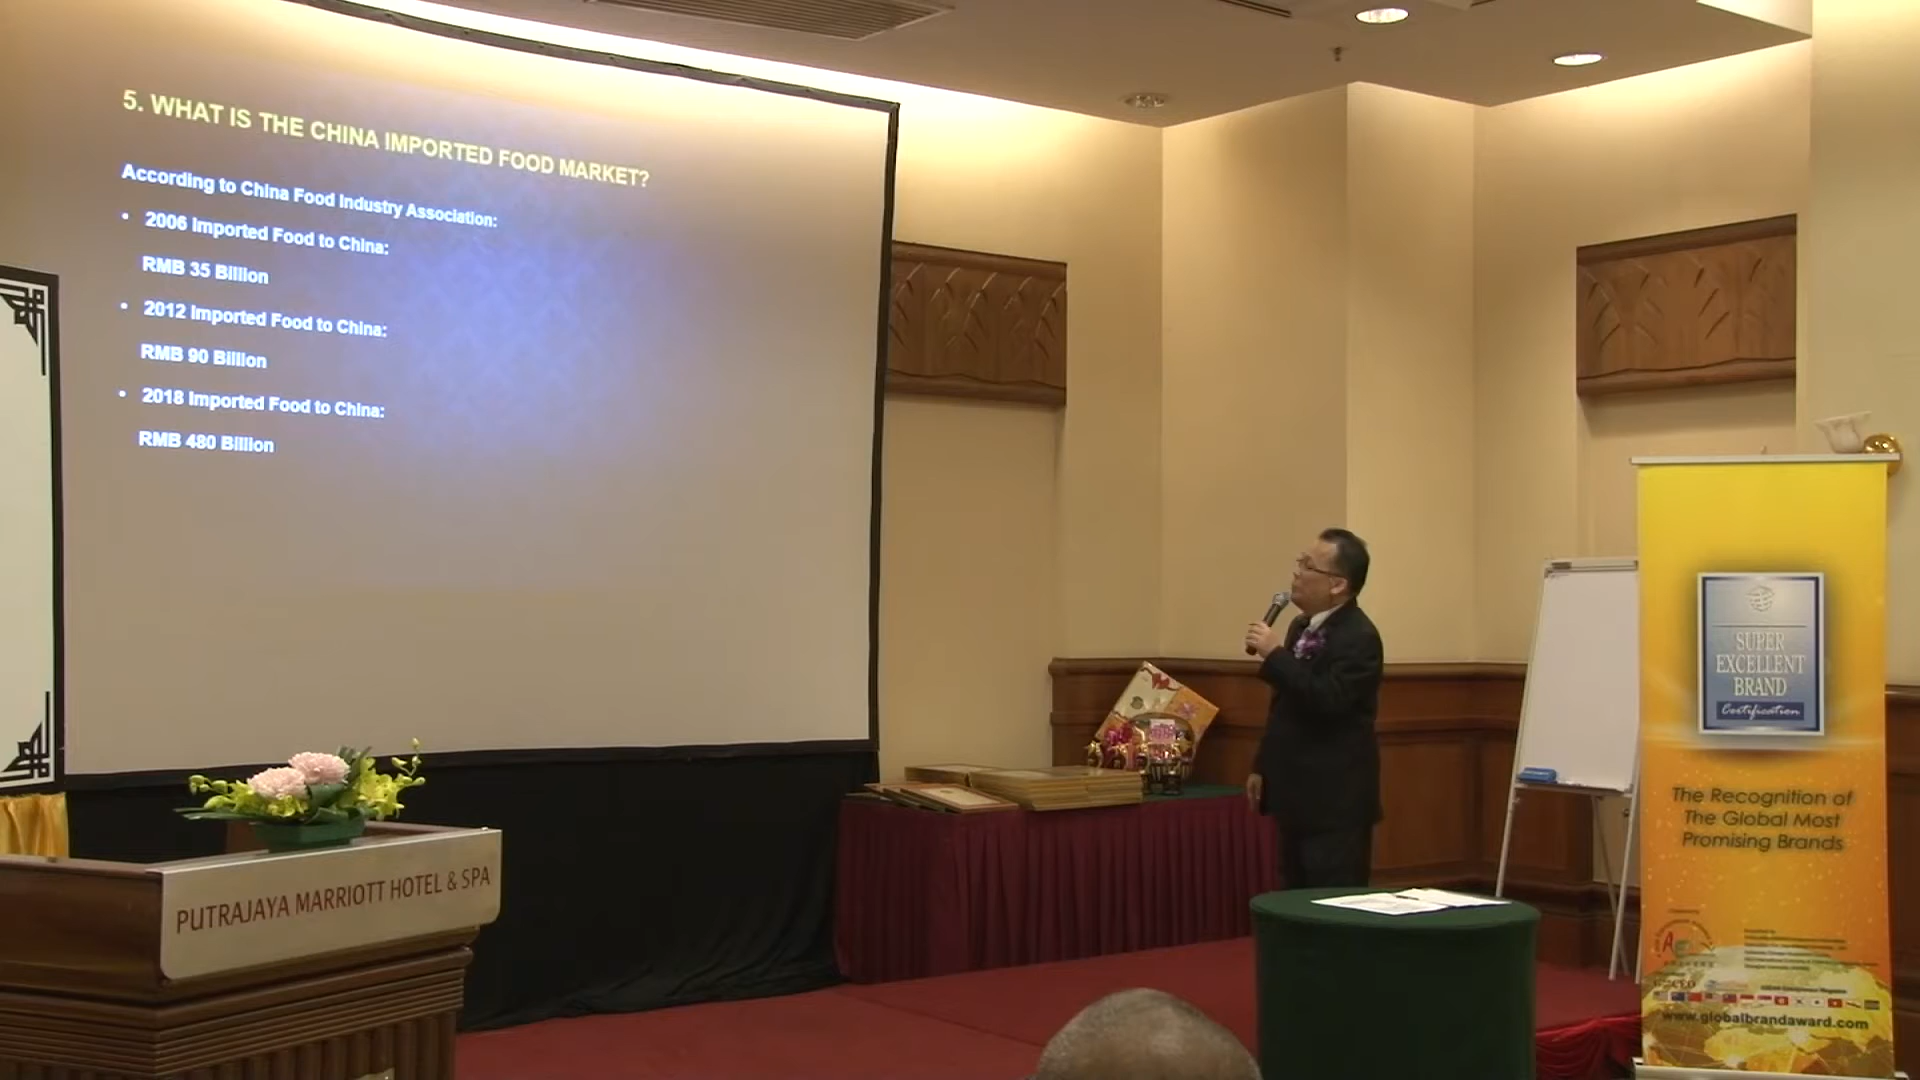 5. WHAT IS THE CHINA IMPORTED FOOD MARKET?
According to China Food Industry Association:
• 2006 Imported Food to China:
RMB 35 Billion
• 2012 Imported Food to China:
RMB 90 Billion
• 2018 Imported Food to China:
RMB 480 Billion
PUTRAJAYA MARRIOTT HOTEL & SPA
SUPER
EXCELLENT
BRAND
Certification
The Recognition of
The Global Most
Promising Brands
www.globalbrandaward.com